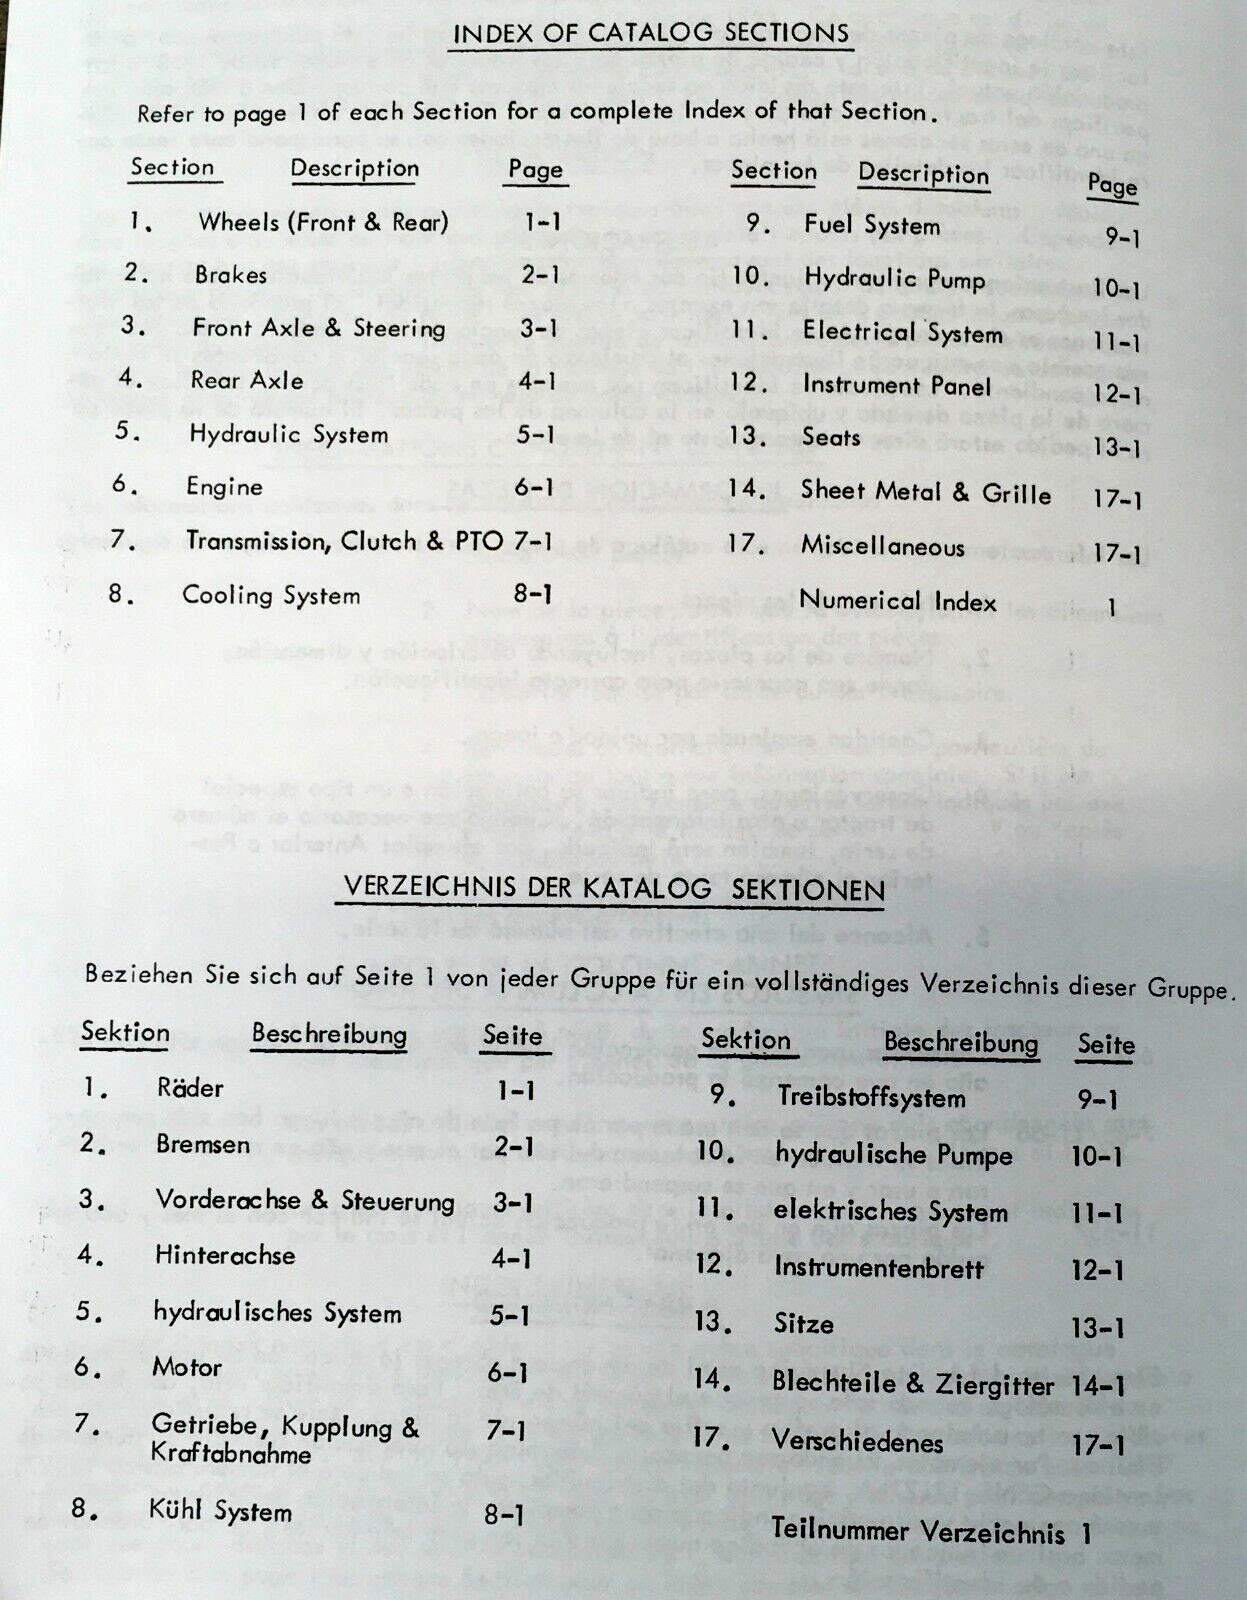 INDEX OF CATALOG SECTIONS
Refer to page 1 of each Section for a complete Index of that Section.
Section Description Page
1. Wheels (Front & Rear) 1-1
2. Brakes 2-1
3. Front Axle & Steering 3-1
4. Rear Axle 4-1
5. Hydraulic System 5-1
6. Engine 6-1
7. Transmission, Clutch & PTO 7-1
8. Cooling System 8-1
Section Description Page
9. Fuel System 9-1
10. Hydraulic Pump 10-1
11. Electrical System 11-1
12. Instrument Panel 12-1
13. Seats 13-1
14. Sheet Metal & Grille 17-1
17. Miscellaneous 17-1
Numerical Index 1
VERZEICHNIS DER KATALOG SEKTIONEN
Beziehen Sie sich auf Seite 1 von jeder Gruppe für ein vollständiges Verzeichnis dieser Gruppe.
Sektion Beschreibung Seite
1. Räder 1-1
2. Bremsen 2-1
3. Vorderachse & Steuerung 3-1
4. Hinterachse 4-1
5. hydraulisches System 5-1
6. Motor 6-1
7. Getriebe, Kupplung & 7-1
Kraftabnahme
8. Kühl System 8-1
Sektion Beschreibung Seite
9. Treibstoffsystem 9-1
10. hydraulische Pumpe 10-1
11. elektrisches System 11-1
12. Instrumentenbrett 12-1
13. Sitze 13-1
14. Blechteile & Ziergitter 14-1
17. Verschiedenes 17-1
Teilnummer Verzeichnis 1